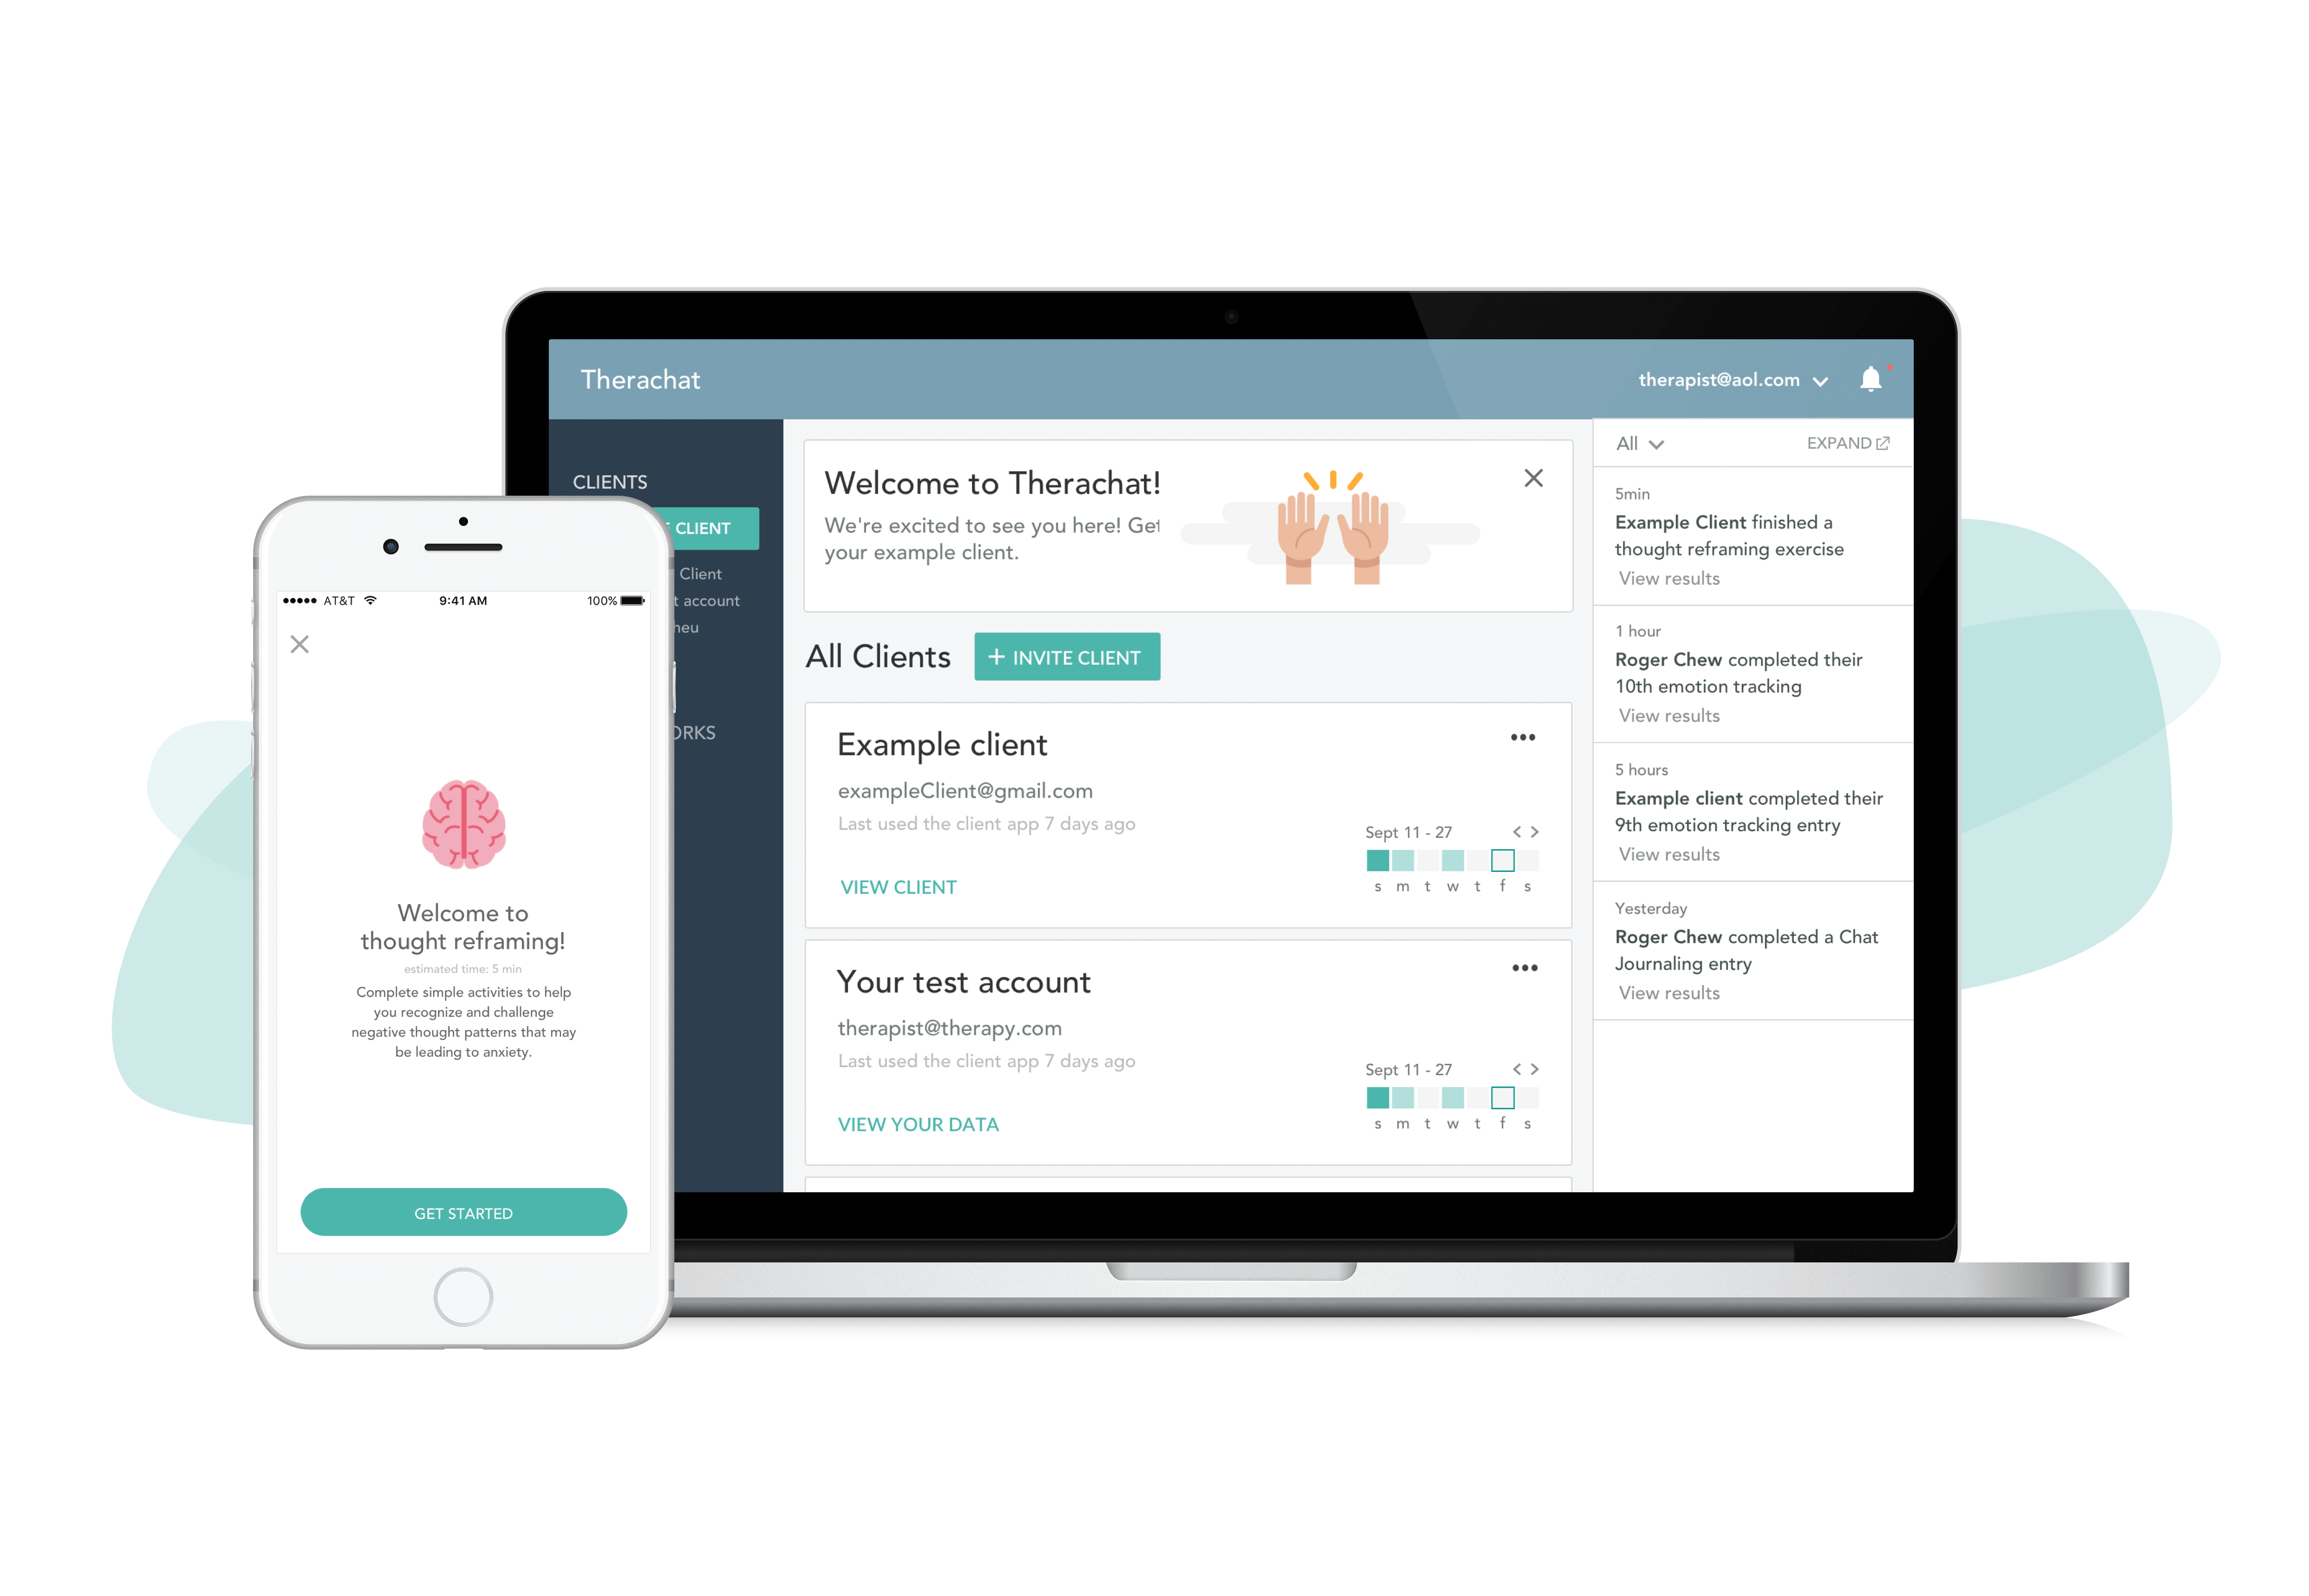 Therachat
therapist@aol.com
CLIENTS
CLIENT
Client
account
Welcome to Therachat!
We're excited to see you here! Get
your example client.
All Clients
+ INVITE CLIENT
Example client
exampleClient@gmail.com
Last used the client app 7 days ago
Sept 11 - 27
< >
s m t w t f s
VIEW CLIENT
Your test account
therapist@therapy.com
Last used the client app 7 days ago
Sept 11 - 27
< >
s m t w t f s
VIEW YOUR DATA
All
EXPAND
5min
Example Client finished a
thought reframing exercise
View results
1 hour
Roger Chew completed their
10th emotion tracking
View results
5 hours
Example client completed their
9th emotion tracking entry
View results
Yesterday
Roger Chew completed a Chat
Journaling entry
View results
AT&T 9:41 AM 100%
Welcome to
thought reframing!
estimated time: 5 min
Complete simple activities to help
you recognize and challenge
negative thought patterns that may
be leading to anxiety.
GET STARTED